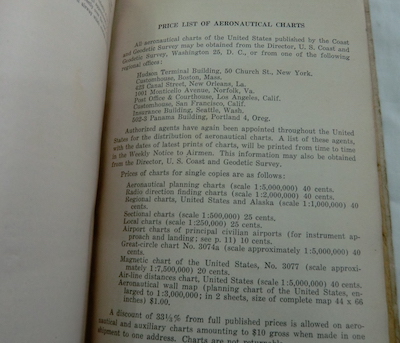 PRICE LIST OF AERONAUTICAL CHARTS
All aeronautical charts of the United States published by the Coast
and Geodetic Survey may be obtained from the Director, U. S. Coast and
Geodetic Survey, Washington 25, D. C., or from one of the following
regional offices:
Hudson Terminal Building, 50 Church St., New York.
Customhouse, Boston, Mass.
423 Canal Street, New Orleans, La.
1001 Monticello Avenue, Norfolk, Va.
Post Office & Courthouse, Los Angeles, Calif.
Customhouse, San Francisco, Calif.
Insurance Building, Seattle, Wash.
302-3 Panama Building, Portland 4, Oreg.
Authorized agents have again been appointed throughout the United
States for the distribution of aeronautical charts. A list of these agents,
with the dates of latest prints of charts, will be printed from time to time
in the Weekly Notice to Airmen. This information may also be obtained
from the Director, U. S. Coast and Geodetic Survey.
Prices of charts for single copies are as follows:
Aeronautical planning charts (scale 1:5,000,000) 40 cents.
Radio direction finding charts (scale 1:2,000,000) 40 cents.
Regional charts, United States and Alaska (scale 1:1,000,000) 40
cents.
Sectional charts (scale 1:500,000) 25 cents.
Local charts (scale 1:250,000) 25 cents.
Airport charts of principal civilian airports (for instrument ap-
proach and landing; see p. 11) 10 cents.
Great-circle chart No. 3074a (scale approximately 1:5,000,000) 40
cents.
Magnetic chart of the United States, No. 3077 (scale approxi-
mately 1:7,500,000) 20 cents.
Air-line distances chart, United States (scale 1:5,000,000) 40 cents.
Aeronautical wall map (planning chart of the United States, en-
larged to 1:3,000,000; in 2 sheets, size of complete map 44 x 66
inches) $1.00.
A discount of 33⅓% from full published prices is allowed on aero-
nautical and auxiliary charts amounting to $10 gross when made in one
shipment to one address. Charts are not